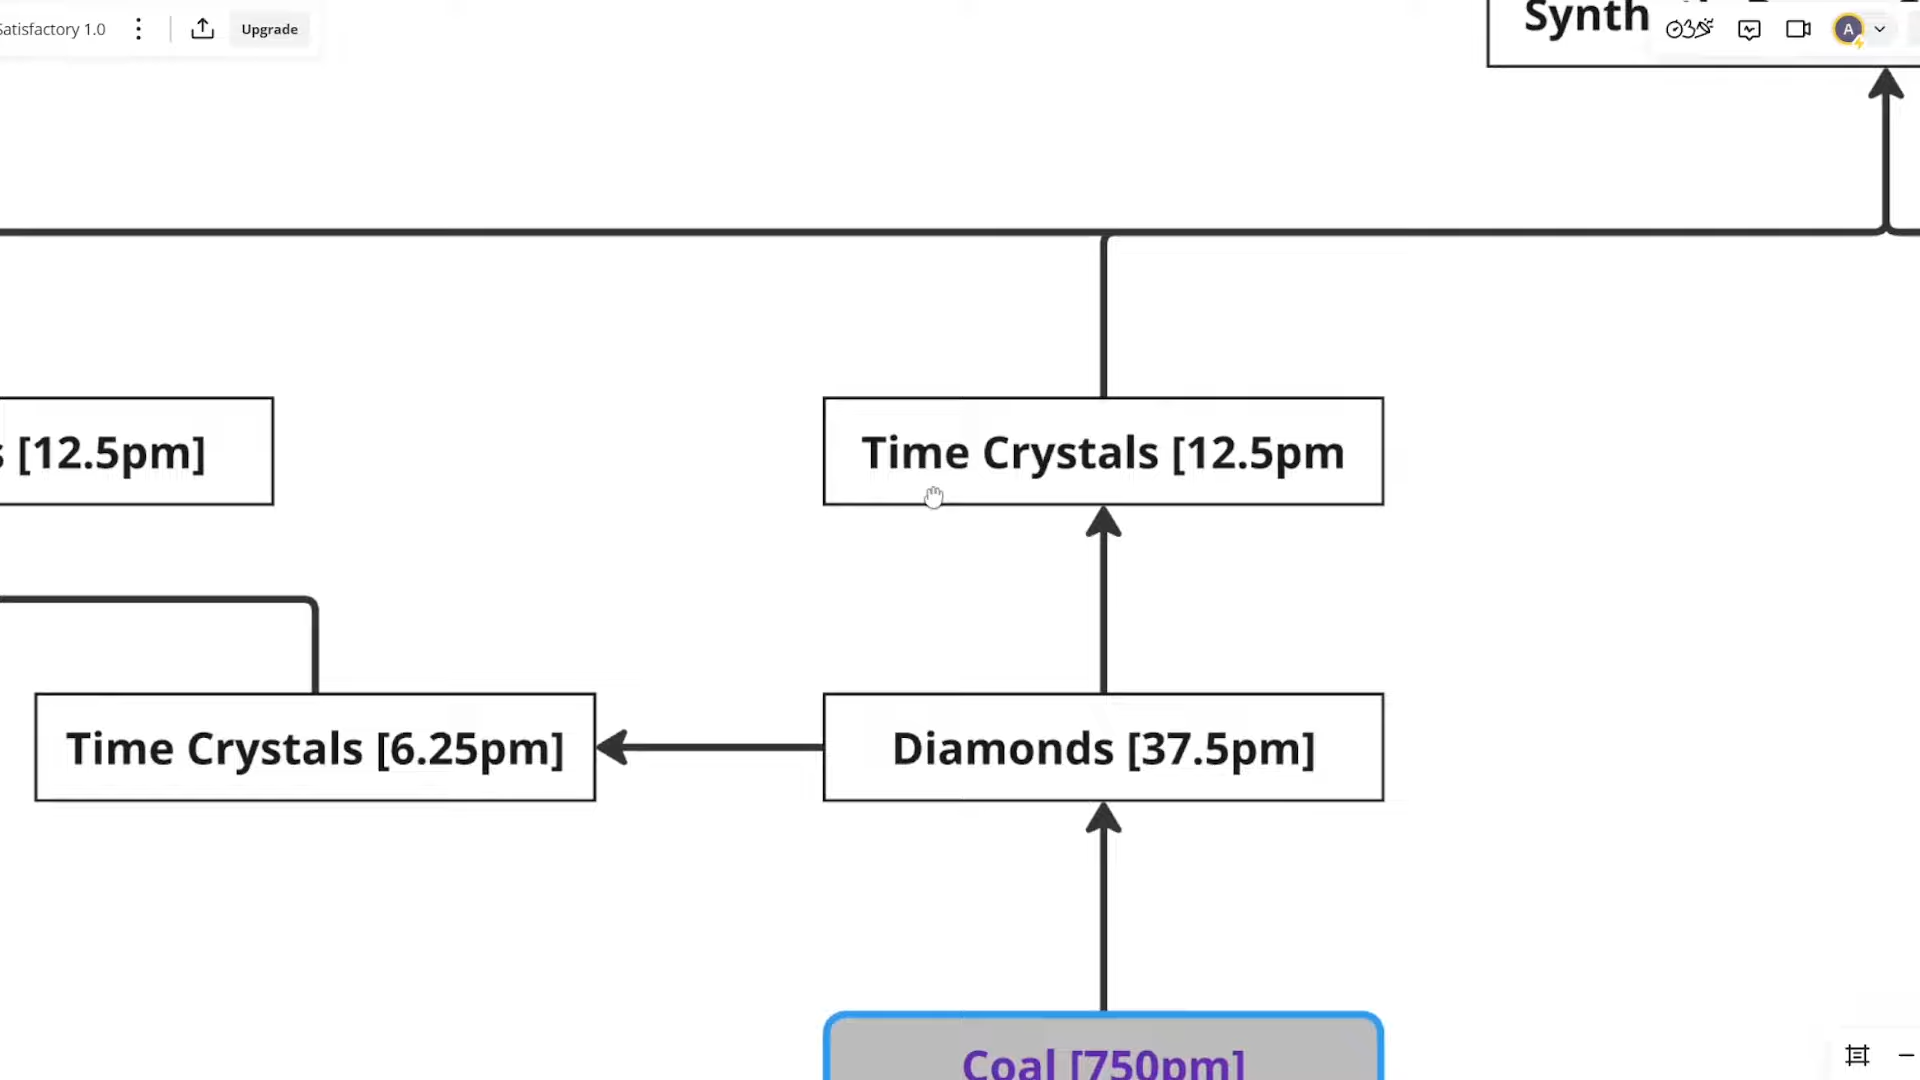 Satisfactory 1.0
Upgrade
Synth
A
s [12.5pm]
Time Crystals [12.5pm
Time Crystals [6.25pm]
Diamonds [37.5pm]
Coal [750pm]